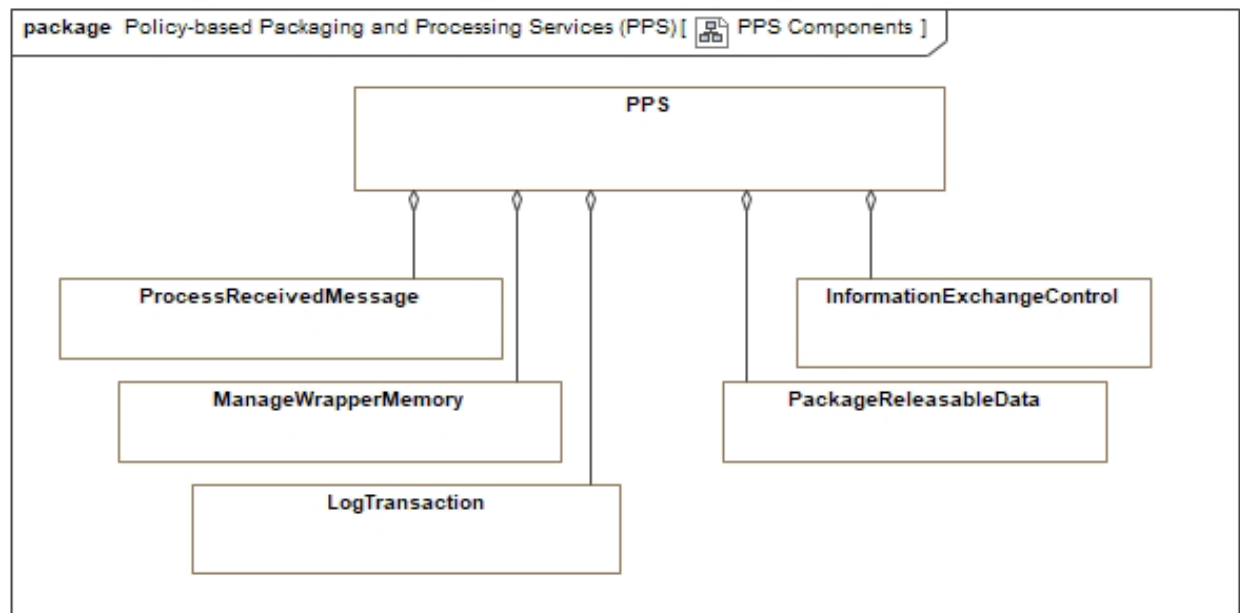 package Policy-based Packaging and Processing Services (PPS)[ PPS Components ]
PPS
ProcessReceivedMessage
InformationExchangeControl
ManageWrapperMemory
PackageReleasableData
LogTransaction